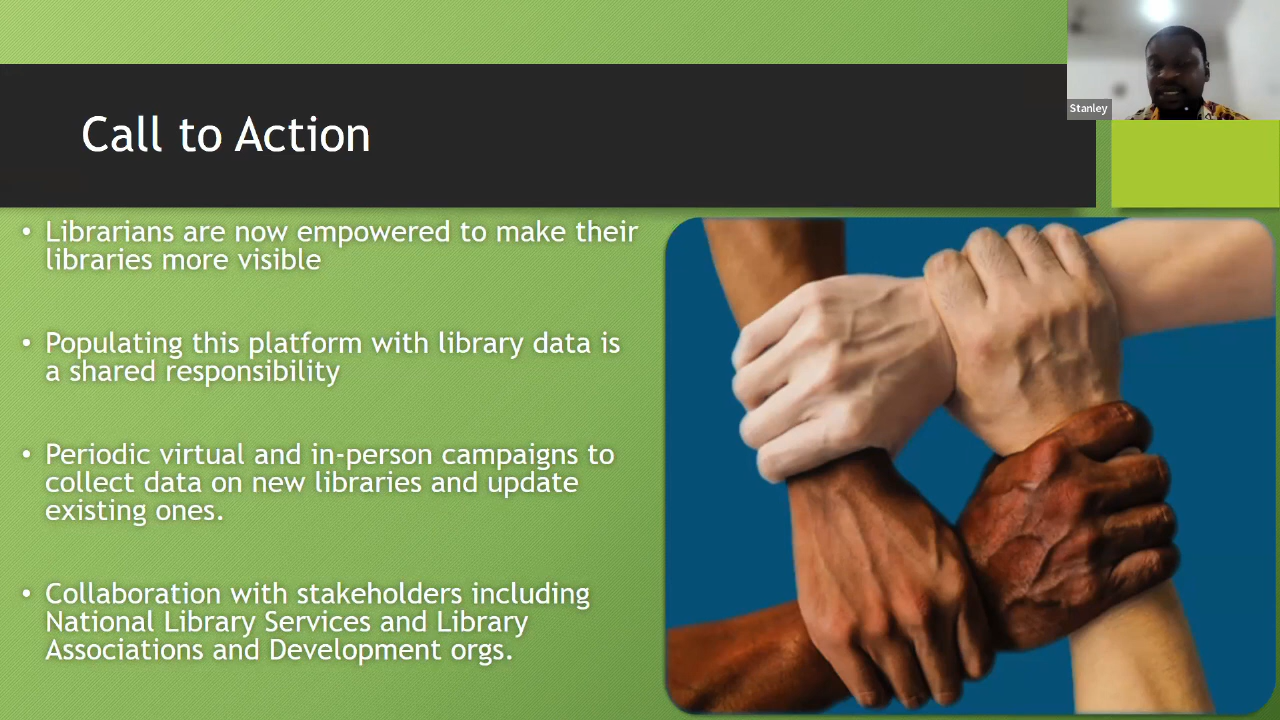 Stanley
Call to Action
• Librarians are now empowered to make their
libraries more visible
• Populating this platform with library data is
a shared responsibility
• Periodic virtual and in-person campaigns to
collect data on new libraries and update
existing ones.
• Collaboration with stakeholders including
National Library Services and Library
Associations and Development orgs.